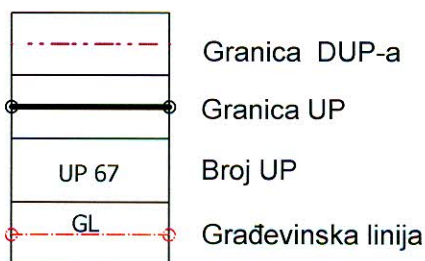 Granica DUP-a
Granica UP
UP 67 Broj UP
GL
Građevinska linija